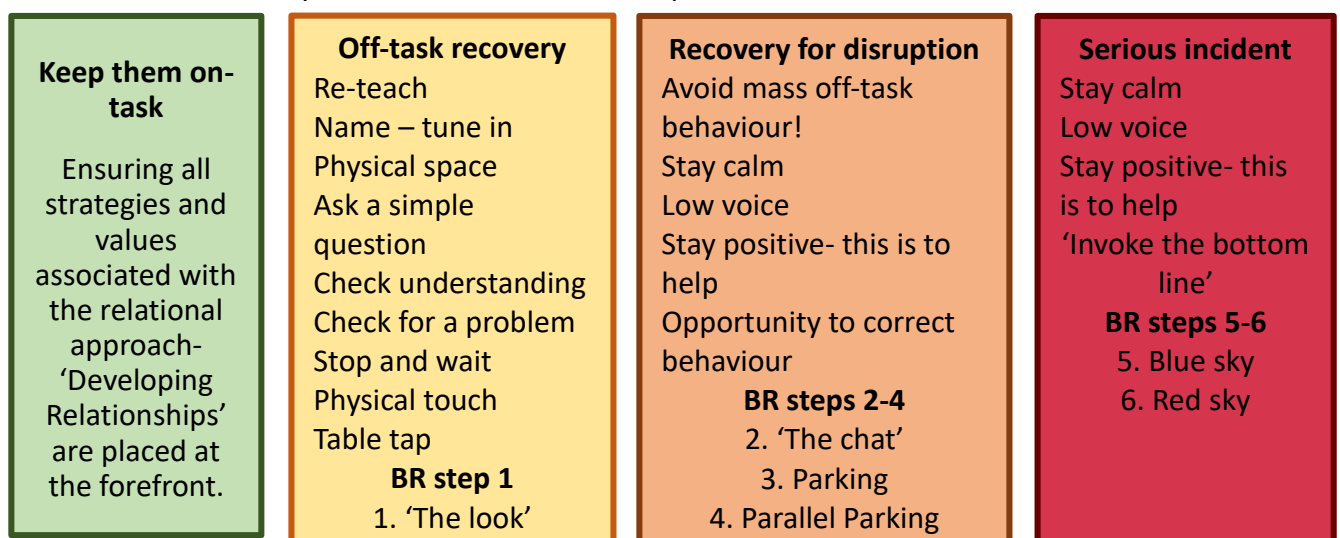 Keep them on-
task
Ensuring all
strategies and
values
associated with
the relational
approach-
‘Developing
Relationships’
are placed at
the forefront.
Off-task recovery
Re-teach
Name – tune in
Physical space
Ask a simple
question
Check understanding
Check for a problem
Stop and wait
Physical touch
Table tap
BR step 1
1. ‘The look’
Recovery for disruption
Avoid mass off-task
behaviour!
Stay calm
Low voice
Stay positive- this is to
help
Opportunity to correct
behaviour
BR steps 2-4
2. ‘The chat’
3. Parking
4. Parallel Parking
Serious incident
Stay calm
Low voice
Stay positive- this
is to help
‘Invoke the bottom
line’
BR steps 5-6
5. Blue sky
6. Red sky